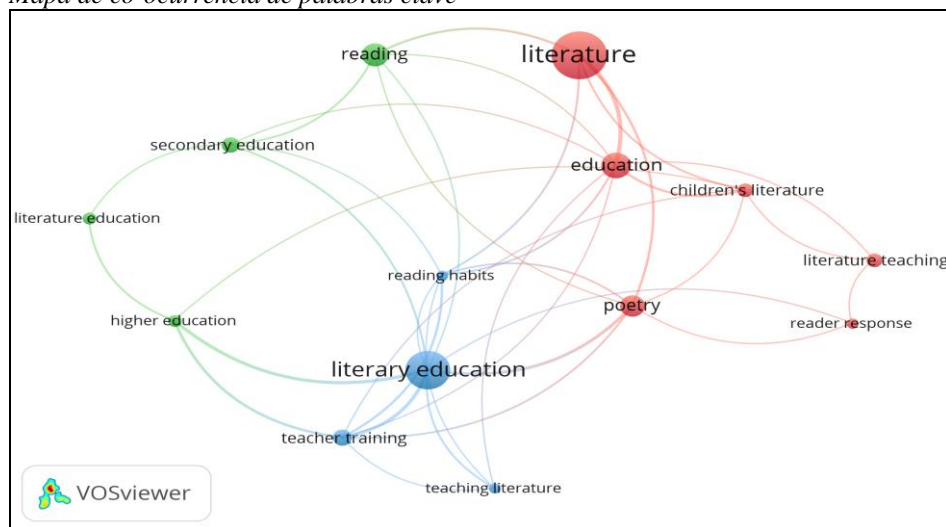 Mapa de co-ocurrencia de palabras clave
literature
reading
secondary education
education
children's literature
literature education
literature teaching
reading habits
poetry
higher education
reader response
literary education
teacher training
teaching literature
VOSviewer